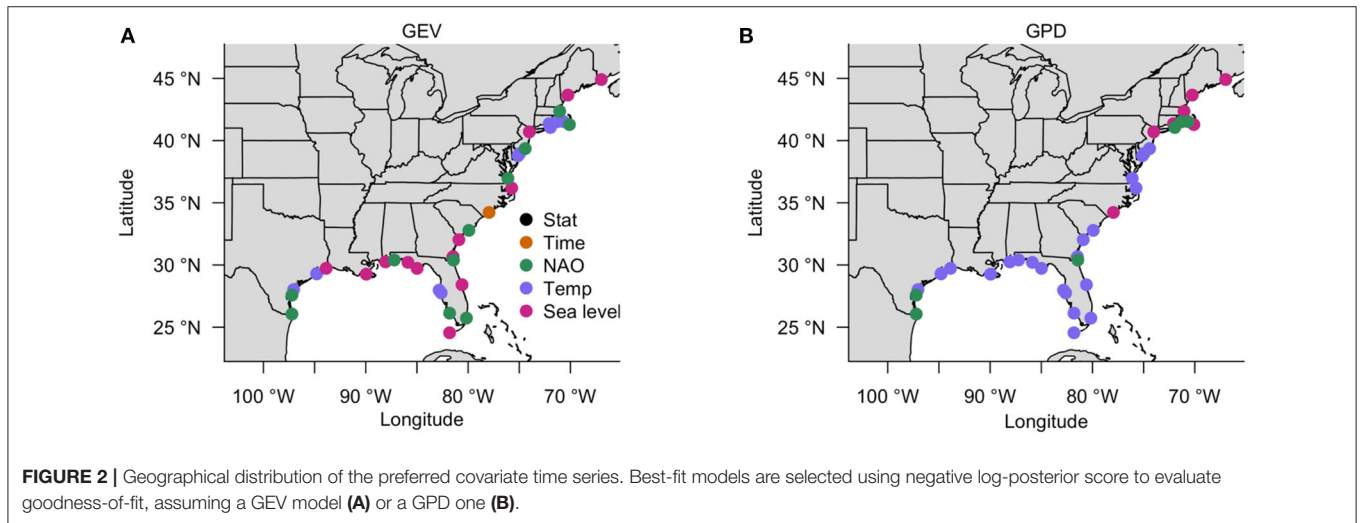 A
GEV
45 °N
40 °N
35 °N
30 °N
25 °N
Latitude
Stat
Time
NAO
Temp
Sea level
100 °W
90 °W
80 °W
70 °W
Longitude
B
GPD
45 °N
40 °N
35 °N
30 °N
25 °N
Latitude
100 °W
90 °W
80 °W
70 °W
Longitude
FIGURE 2 | Geographical distribution of the preferred covariate time series. Best-fit models are selected using negative log-posterior score to evaluate
goodness-of-fit, assuming a GEV model (A) or a GPD one (B).